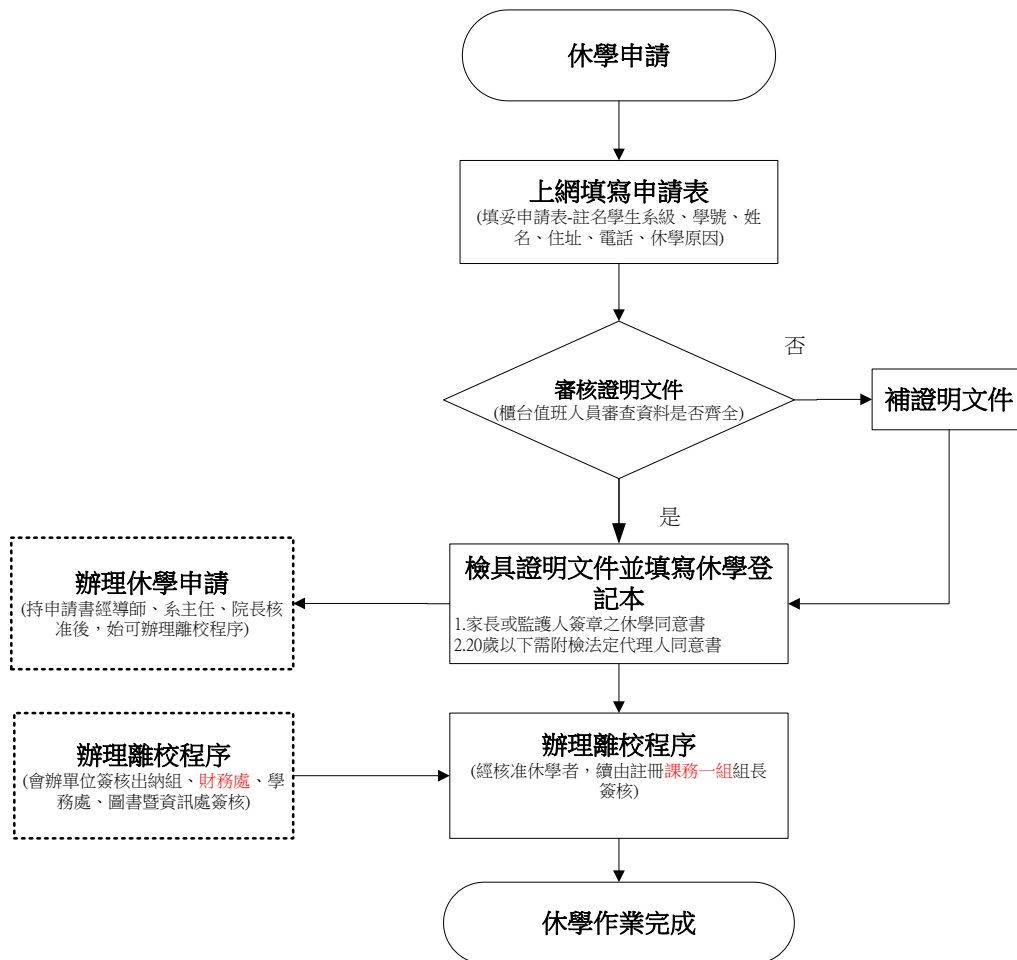 休學申請
上網填寫申請表
(填妥申請表-註名學生系級、學號、姓
名、住址、電話、休學原因)
否
審核證明文件
(櫃台值班人員審查資料是否齊全)
補證明文件
是
檢具證明文件並填寫休學登
記本
1.家長或監護人簽章之休學同意書
2.20歲以下需附檢法定代理人同意書
辦理休學申請
(持申請書經導師、系主任、院長核
准後，始可辦理離校程序)
辦理離校程序
(會辦單位簽核出納組、財務處、學
務處、圖書暨資訊處簽核)
辦理離校程序
(經核准休學者，續由註冊課務一組組長
簽核)
休學作業完成